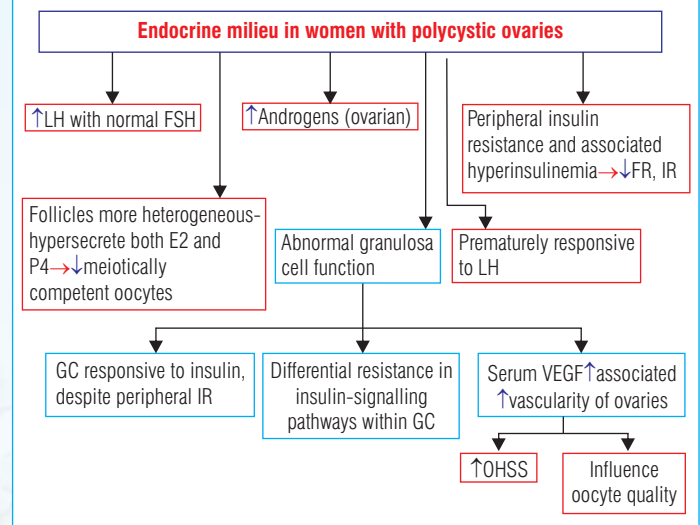 Endocrine milieu in women with polycystic ovaries
↑LH with normal FSH
↑Androgens (ovarian)
Peripheral insulin
resistance and associated
hyperinsulinemia→↓FR, IR
Follicles more heterogeneous-
hypersecrete both E2 and
P4→↓meiotically
competent oocytes
Abnormal granulosa
cell function
Prematurely responsive
to LH
GC responsive to insulin,
despite peripheral IR
Differential resistance in
insulin-signalling
pathways within GC
Serum VEGF↑associated
↑vascularity of ovaries
↑OHSS
Influence
oocyte quality